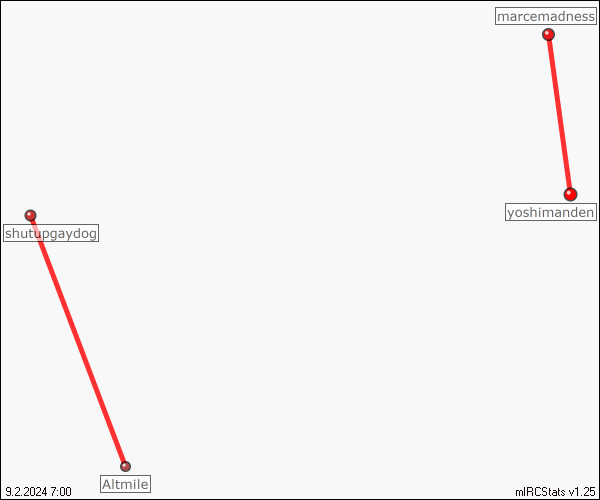 marcemadness
yoshimanden
shutupgaydog
Altmile
9.2.2024 7:00
mIRCStats v1.25